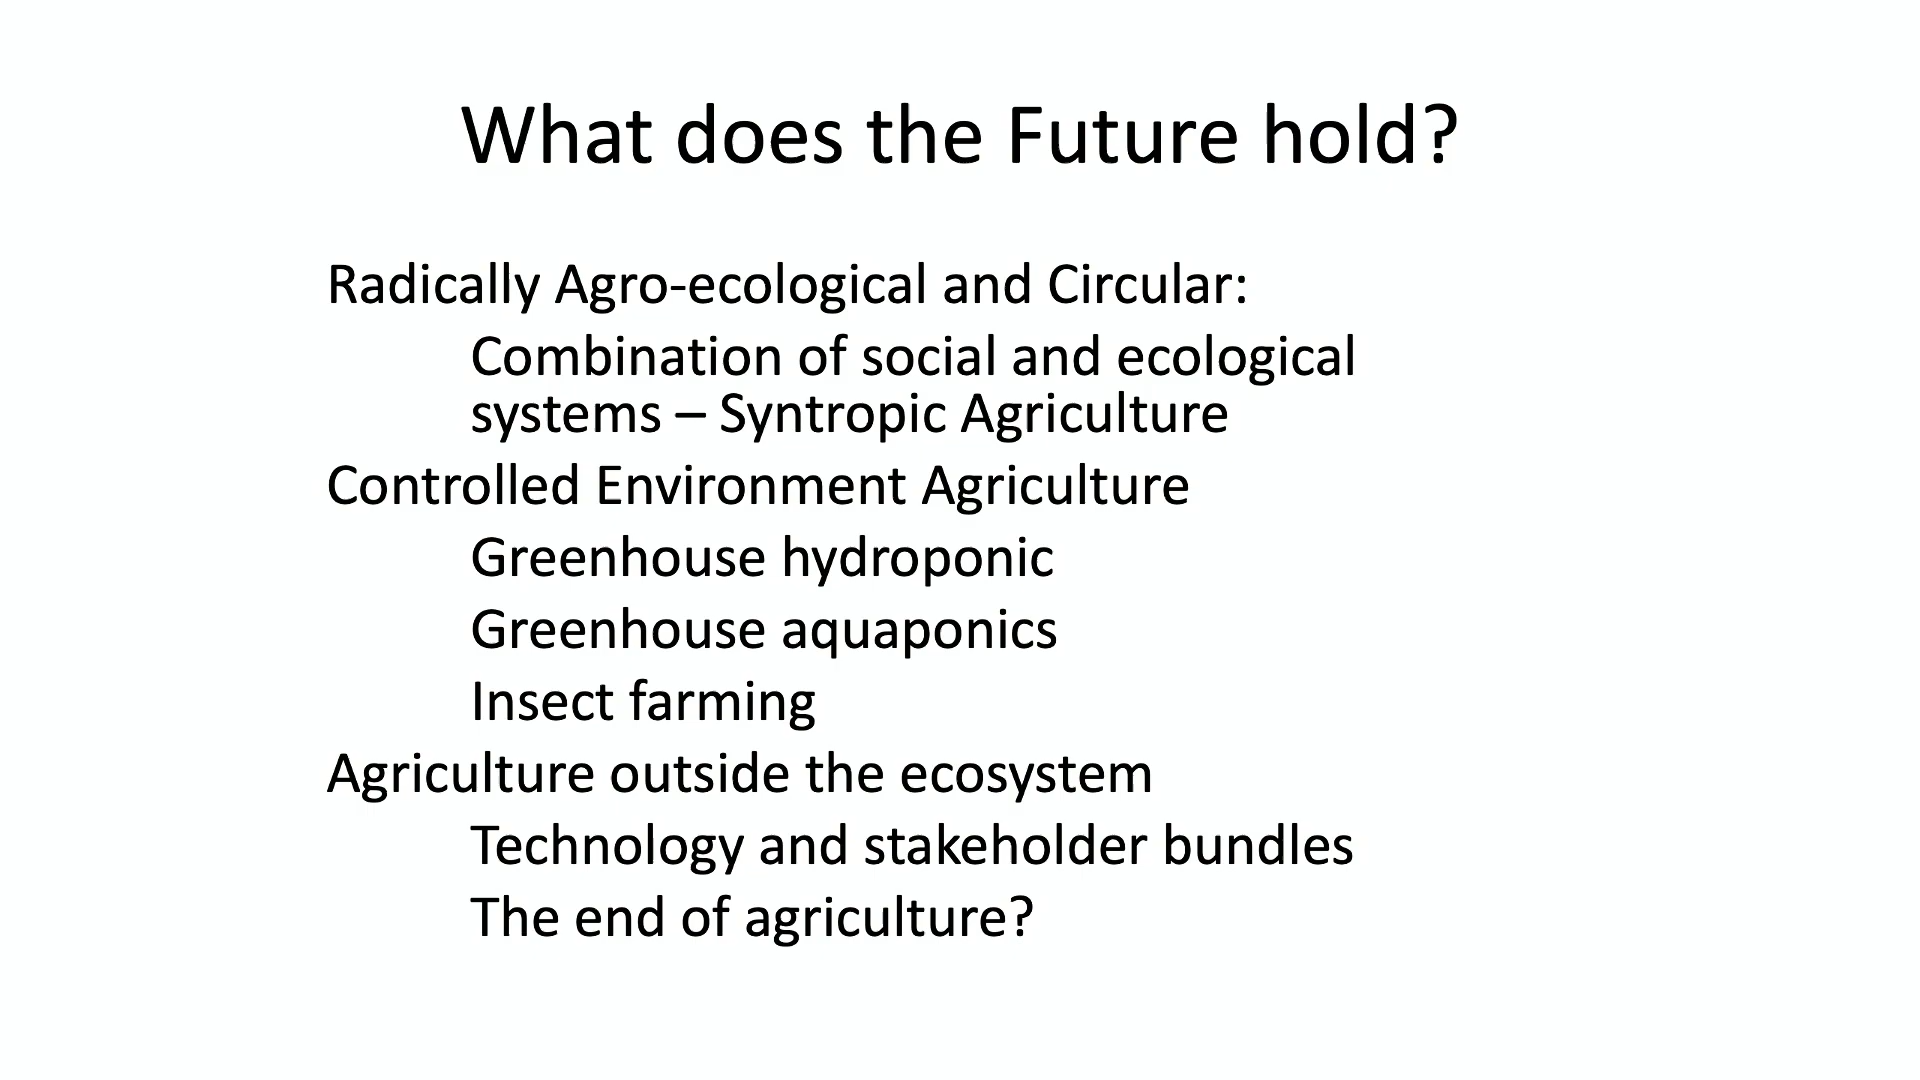 What does the Future hold?
Radically Agro-ecological and Circular:
Combination of social and ecological
systems – Syntropic Agriculture
Controlled Environment Agriculture
Greenhouse hydroponic
Greenhouse aquaponics
Insect farming
Agriculture outside the ecosystem
Technology and stakeholder bundles
The end of agriculture?